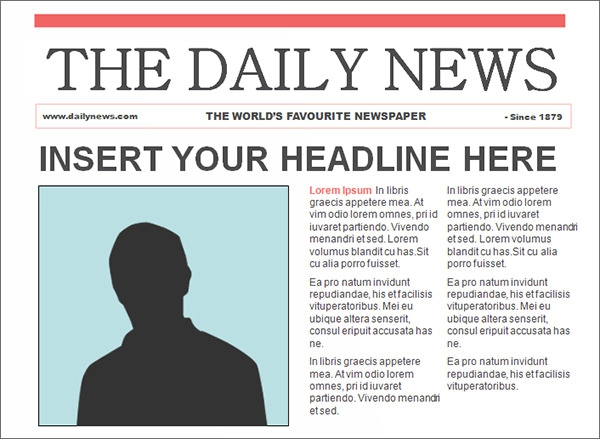 THE DAILY NEWS
www.dailynews.com THE WORLD'S FAVOURITE NEWSPAPER - Since 1879
INSERT YOUR HEADLINE HERE
Lorem Ipsum In libris
graecis appetere mea. At
vim odio lorem omnes, pri id
iuvaret partiendo. Vivendo
menandri et sed. Lorem
volumus blandit cu has.Sit
cu alia porro fuisset.
Ea pro natum invidunt
repudiandae, his et facilisis
vituperatoribus. Mei eu
ubique altera senserit,
consul eripuit accusata has
ne.
In libris graecis appetere
mea. At vim odio lorem
omnes, pri id iuvaret
partiendo. Vivendo menandri
et sed.
In libris graecis appetere
mea. At vim odio lorem
omnes, pri id iuvaret
partiendo. Vivendo menandri
et sed. Lorem volumus
blandit cu has.Sit cu alia
porro fuisset.
Ea pro natum invidunt
repudiandae, his et facilisis
vituperatoribus. Mei eu
ubique altera senserit,
consul eripuit accusata has
ne.
Ea pro natum invidunt
repudiandae, his et facilisis
vituperatoribus.